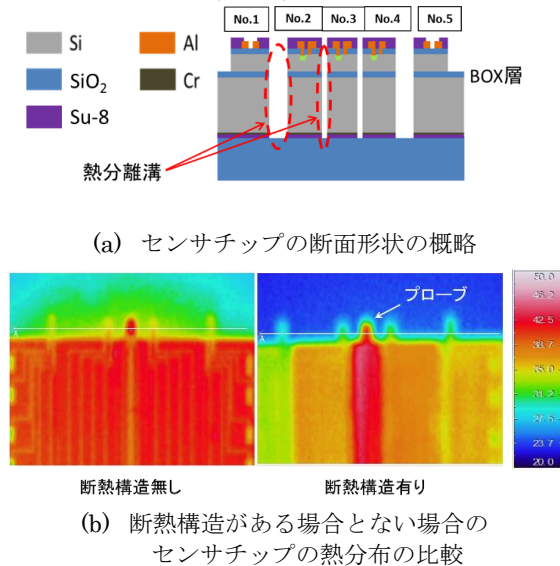 No.1 No.2 No.3 No.4 No.5
Si Al
SiO2 Cr
Su-8
BOX層
熱分離溝
(a) センサチップの断面形状の概略
プローブ
A A
50.0
46.2
42.5
38.7
35.0
31.2
27.5
23.7
20.0
断熱構造無し 断熱構造有り
(b) 断熱構造がある場合とない場合の
センサチップの熱分布の比較